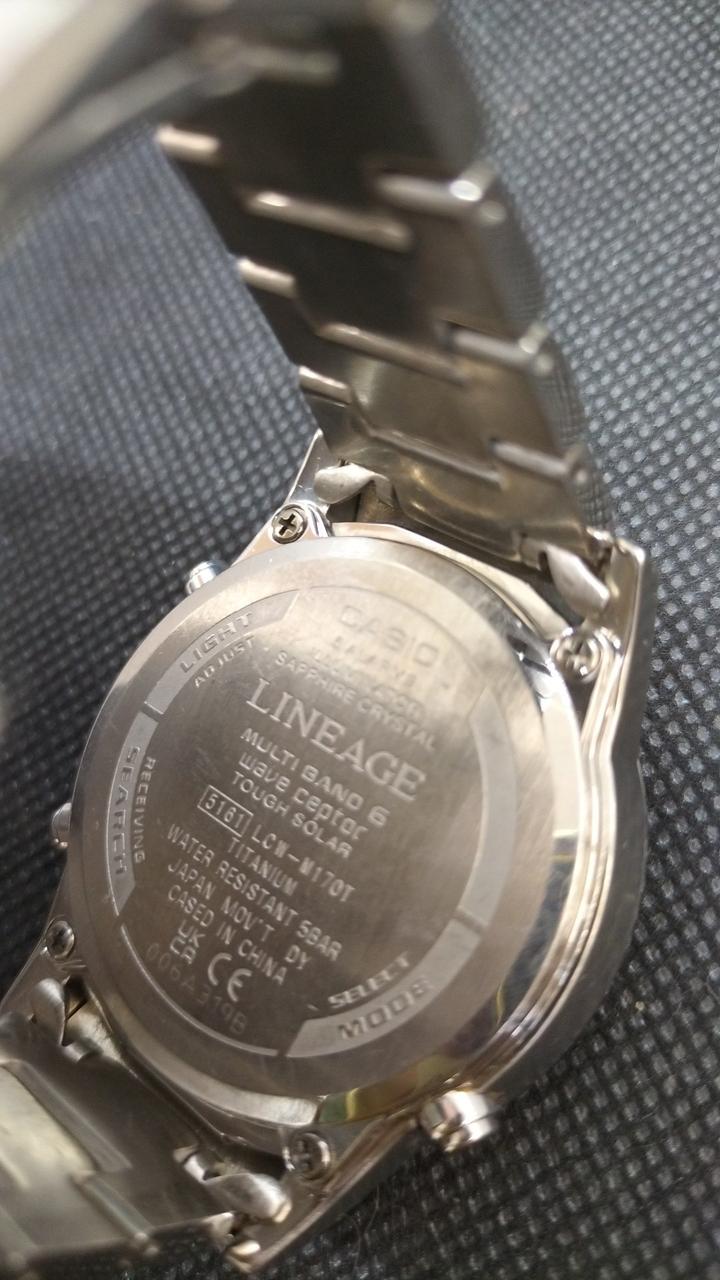 CASIO
SAPPHIRE CRYSTAL
LINEAGE
MULTI BAND 6
wave ceptor
TOUGH SOLAR
5161 LCW-M170T
TITANIUM
WATER RESISTANT 5BAR
JAPAN MOV'T DY
CASED IN CHINA
UK CA CE
006A319B
LIGHT
ADJUST
SEARCH
RECEIVING
SELECT
MODE